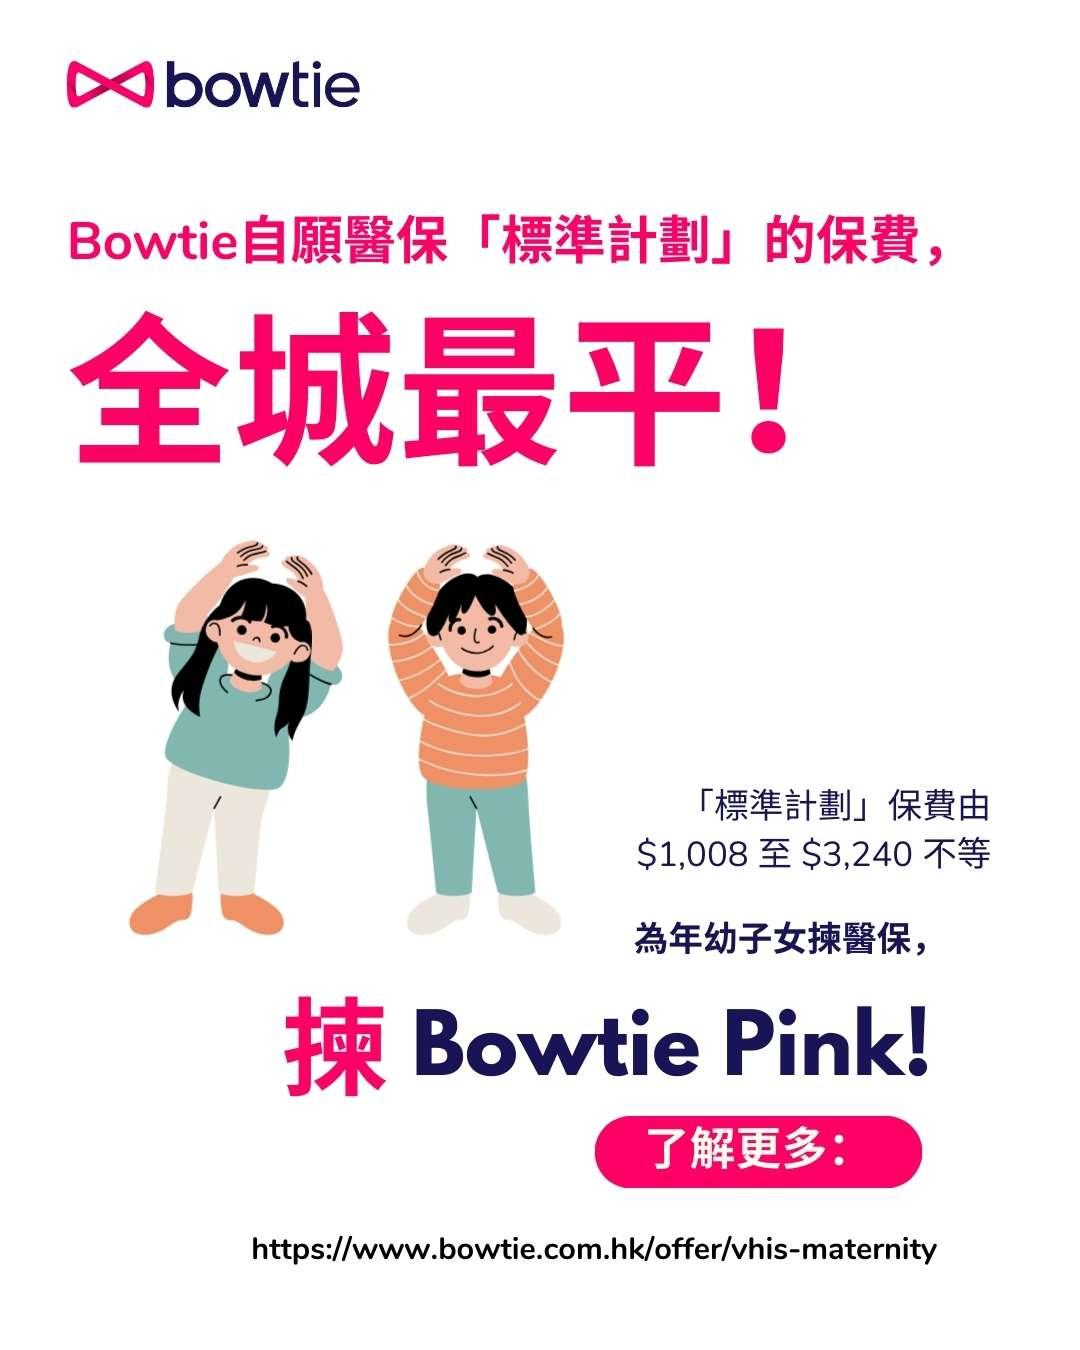 bowtie
Bowtie自願醫保「標準計劃」的保費，
全城最平！
「標準計劃」保費由
$1,008 至 $3,240 不等
為年幼子女揀醫保，
揀 Bowtie Pink!
了解更多：
https://www.bowtie.com.hk/offer/vhis-maternity